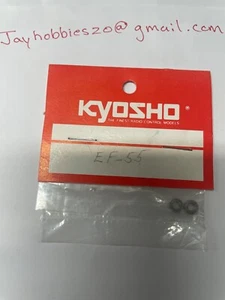 Jayhobbies20@gmail.com
KYOSHO
THE FINEST RADIO CONTROL MODELS
EF-55